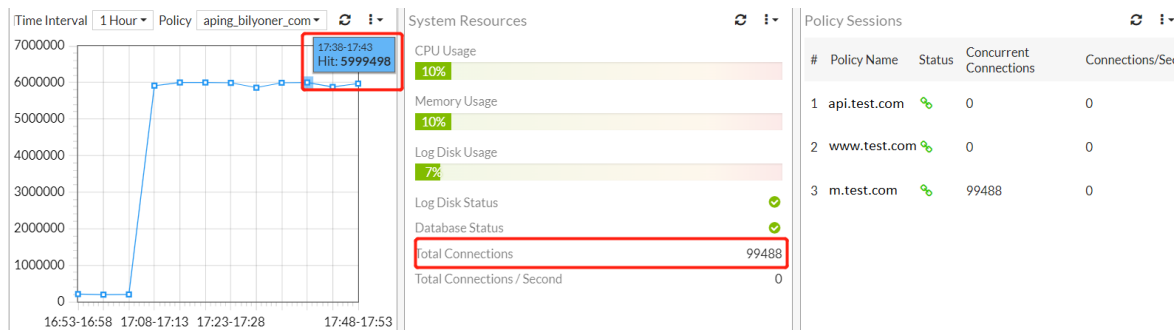 Time Interval 1 Hour Policy aping_bilyoner_com
17:38-17:43
Hit: 5999498
7000000
6000000
5000000
4000000
3000000
2000000
1000000
0
16:53-16:58 17:08-17:13 17:23-17:28 17:48-17:53
System Resources
CPU Usage
10%
Memory Usage
10%
Log Disk Usage
7%
Log Disk Status
Database Status
Total Connections 99488
Total Connections / Second 0
Policy Sessions
# Policy Name Status Concurrent Connections Connections/Sec
1 api.test.com 0 0
2 www.test.com 0 0
3 m.test.com 99488 0